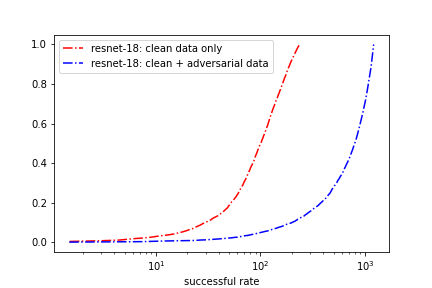 resnet-18: clean data only
resnet-18: clean + adversarial data
1.0
0.8
0.6
0.4
0.2
0.0
10¹ 10² 10³
successful rate